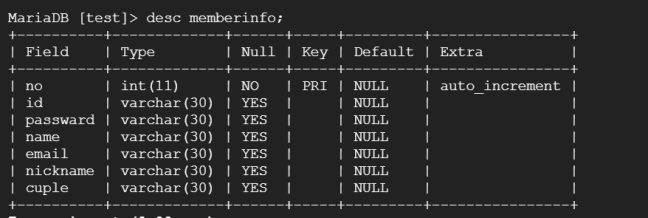 MariaDB [test]> desc memberinfo;
+----------+-------------+------+-----+---------+----------------+
| Field    | Type        | Null | Key | Default | Extra          |
+----------+-------------+------+-----+---------+----------------+
| no       | int(11)     | NO   | PRI | NULL    | auto_increment |
| id       | varchar(30) | YES  |     | NULL    |                |
| passward | varchar(30) | YES  |     | NULL    |                |
| name     | varchar(30) | YES  |     | NULL    |                |
| email    | varchar(30) | YES  |     | NULL    |                |
| nickname | varchar(30) | YES  |     | NULL    |                |
| cuple    | varchar(30) | YES  |     | NULL    |                |
+----------+-------------+------+-----+---------+----------------+